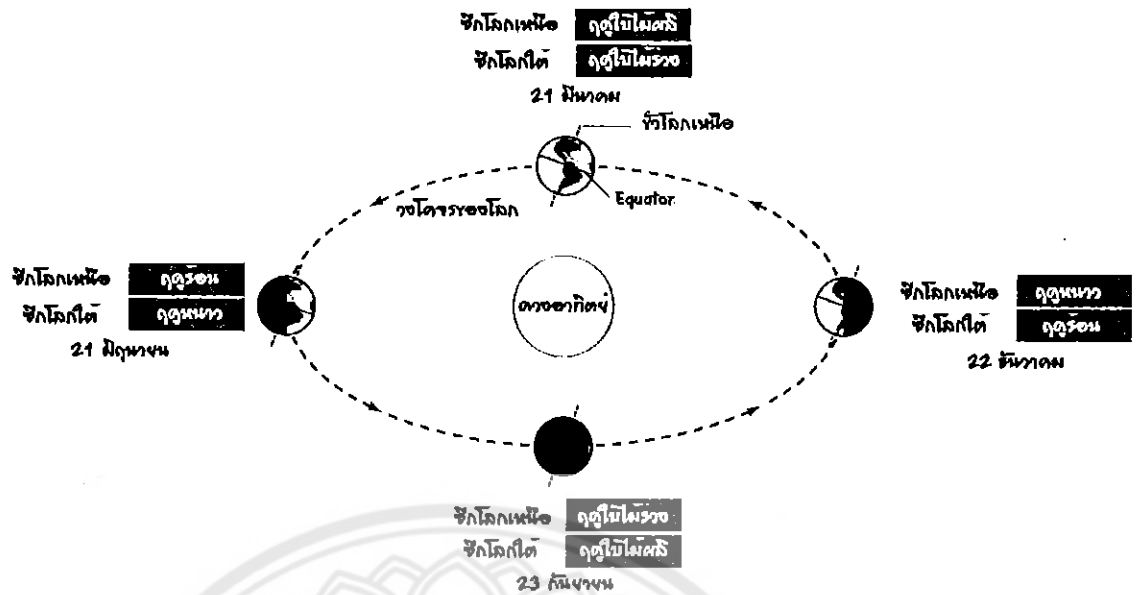 ซีกโลกเหนือ ฤดูใบไม้ผลิ
ซีกโลกใต้ ฤดูใบไม้ร่วง
21 มีนาคม
ขั้วโลกเหนือ
Equator
วงโคจรของโลก
ซีกโลกเหนือ ฤดูร้อน
ซีกโลกใต้ ฤดูหนาว
21 มิถุนายน
ดวงอาทิตย์
ซีกโลกเหนือ ฤดูหนาว
ซีกโลกใต้ ฤดูร้อน
22 ธันวาคม
ซีกโลกเหนือ ฤดูใบไม้ร่วง
ซีกโลกใต้ ฤดูใบไม้ผลิ
23 กันยายน